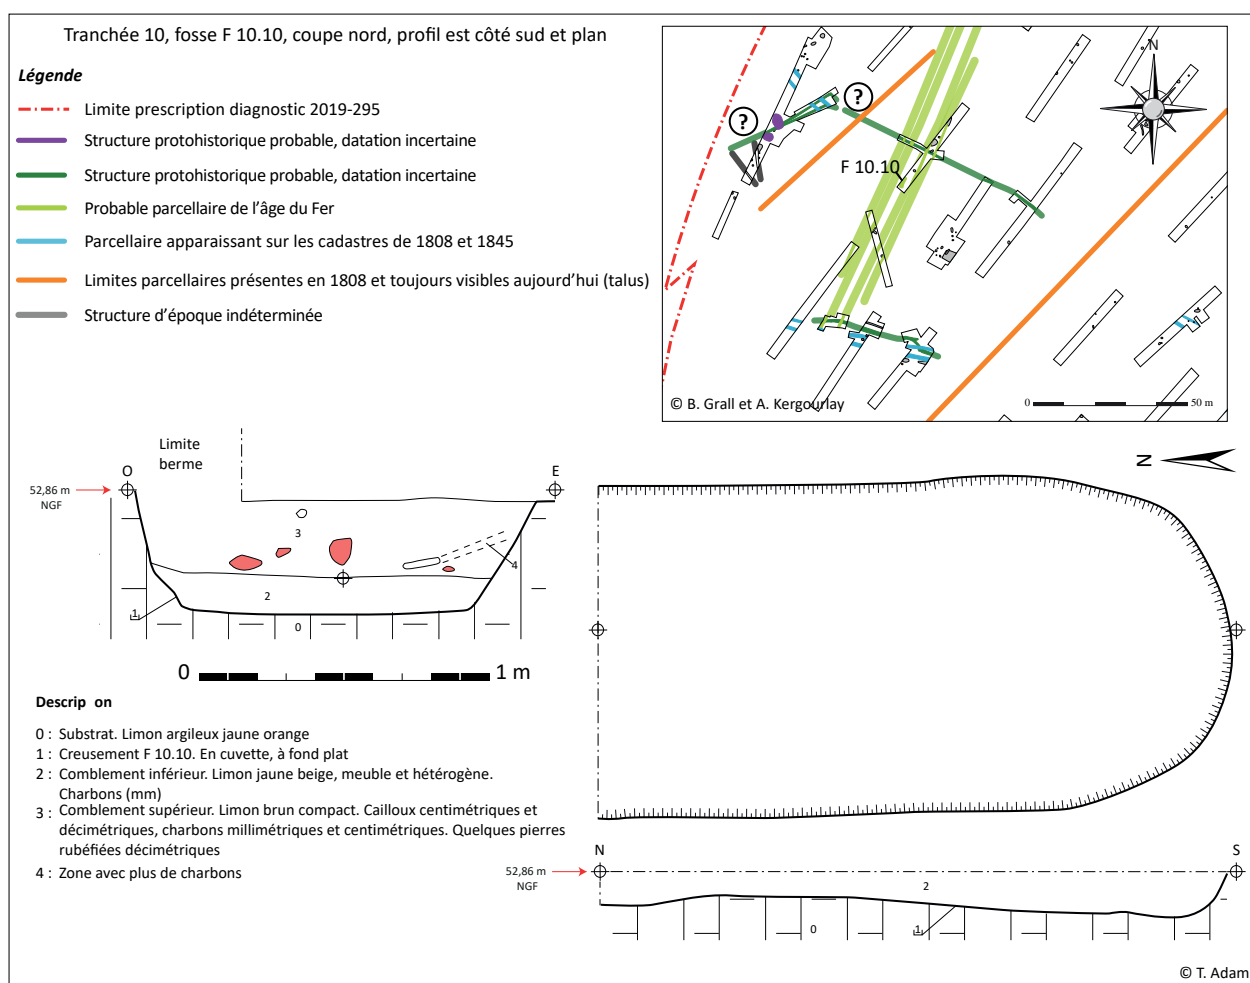 Tranchée 10, fosse F 10.10, coupe nord, profil est côté sud et plan
Légende
Limite prescription diagnostic 2019-295
Structure protohistorique probable, datation incertaine
Structure protohistorique probable, datation incertaine
Probable parcellaire de l'âge du Fer
Parcellaire apparaissant sur les cadastres de 1808 et 1845
Limites parcellaires présentes en 1808 et toujours visibles aujourd'hui (talus)
Structure d'époque indéterminée
N
?
?
F 10.10
© B. Grall et A. Kergourlay
0 50 m
Limite
berme
O
E
52,86 m
NGF
3
4
2
1
0
0 1 m
N
Descrip on
0 : Substrat. Limon argileux jaune orange
1 : Creusement F 10.10. En cuvette, à fond plat
2 : Comblement inférieur. Limon jaune beige, meuble et hétérogène.
Charbons (mm)
3 : Comblement supérieur. Limon brun compact. Cailloux centimétriques et
décimétriques, charbons millimétriques et centimétriques. Quelques pierres
rubéfiées décimétriques
4 : Zone avec plus de charbons
N
S
52,86 m
NGF
2
0
1
© T. Adam